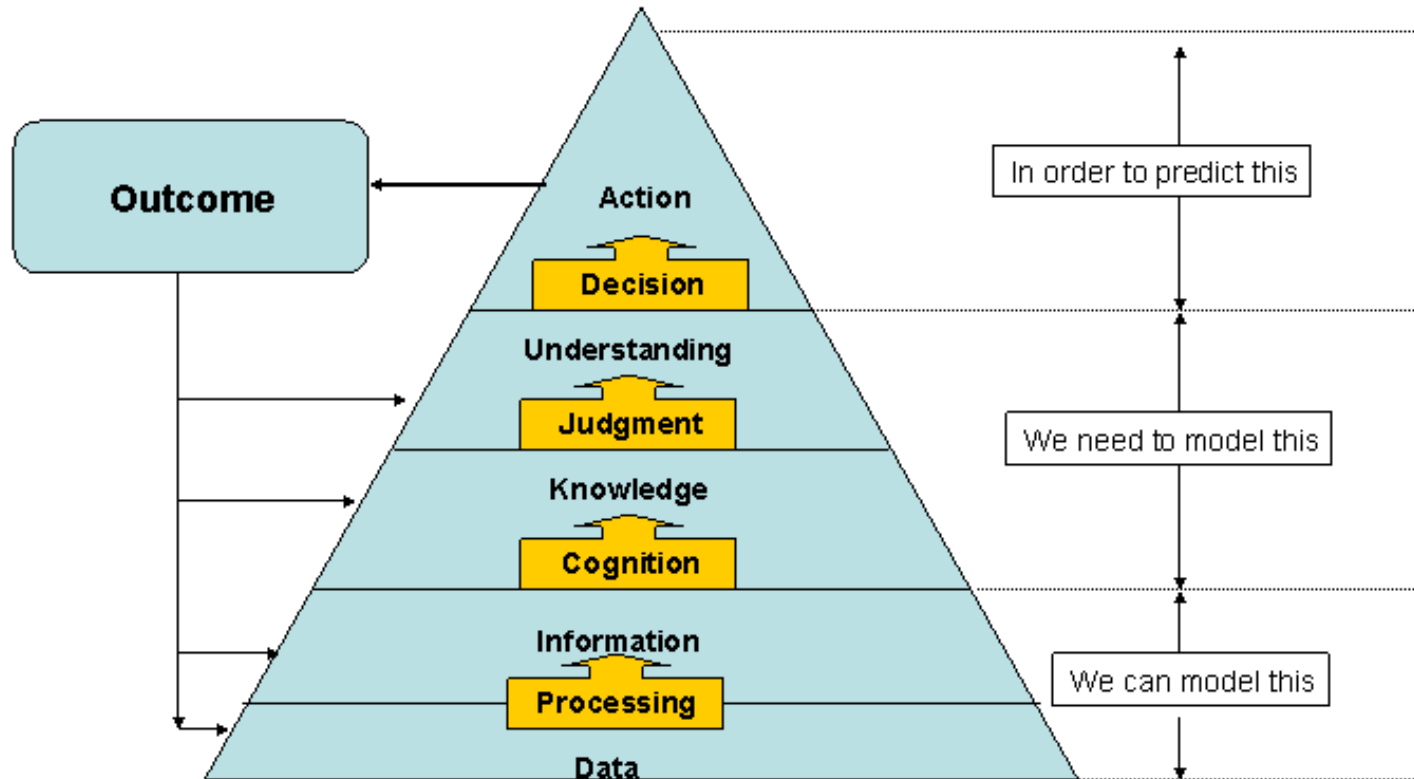 In order to predict this
Outcome
Action
Decision
Understanding
Judgment
We need to model this
Knowledge
Cognition
Information
We can model this
Processing
Data